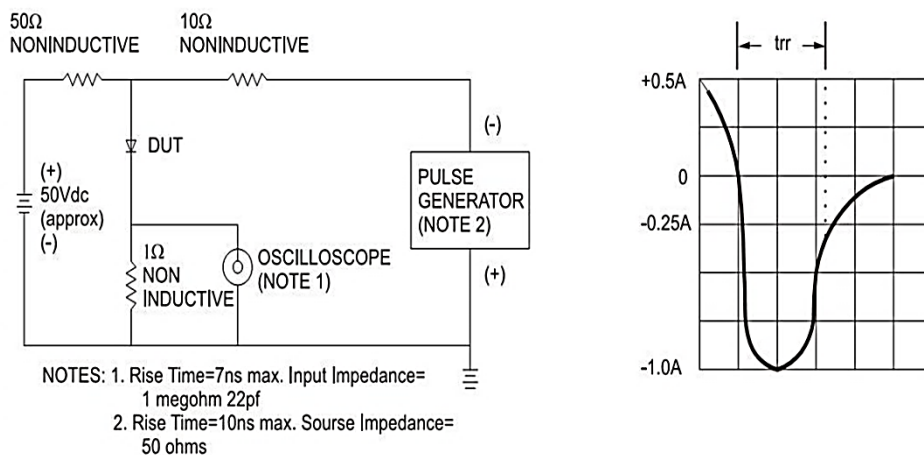 50Ω
NONINDUCTIVE
10Ω
NONINDUCTIVE
DUT
(+)
50Vdc
(approx)
(-)
1Ω
NON
INDUCTIVE
OSCILLOSCOPE
(NOTE 1)
(-)
PULSE
GENERATOR
(NOTE 2)
(+)
NOTES: 1. Rise Time=7ns max. Input Impedance=
1 megohm 22pf
2. Rise Time=10ns max. Sourse Impedance=
50 ohms
trr
+0.5A
0
-0.25A
-1.0A